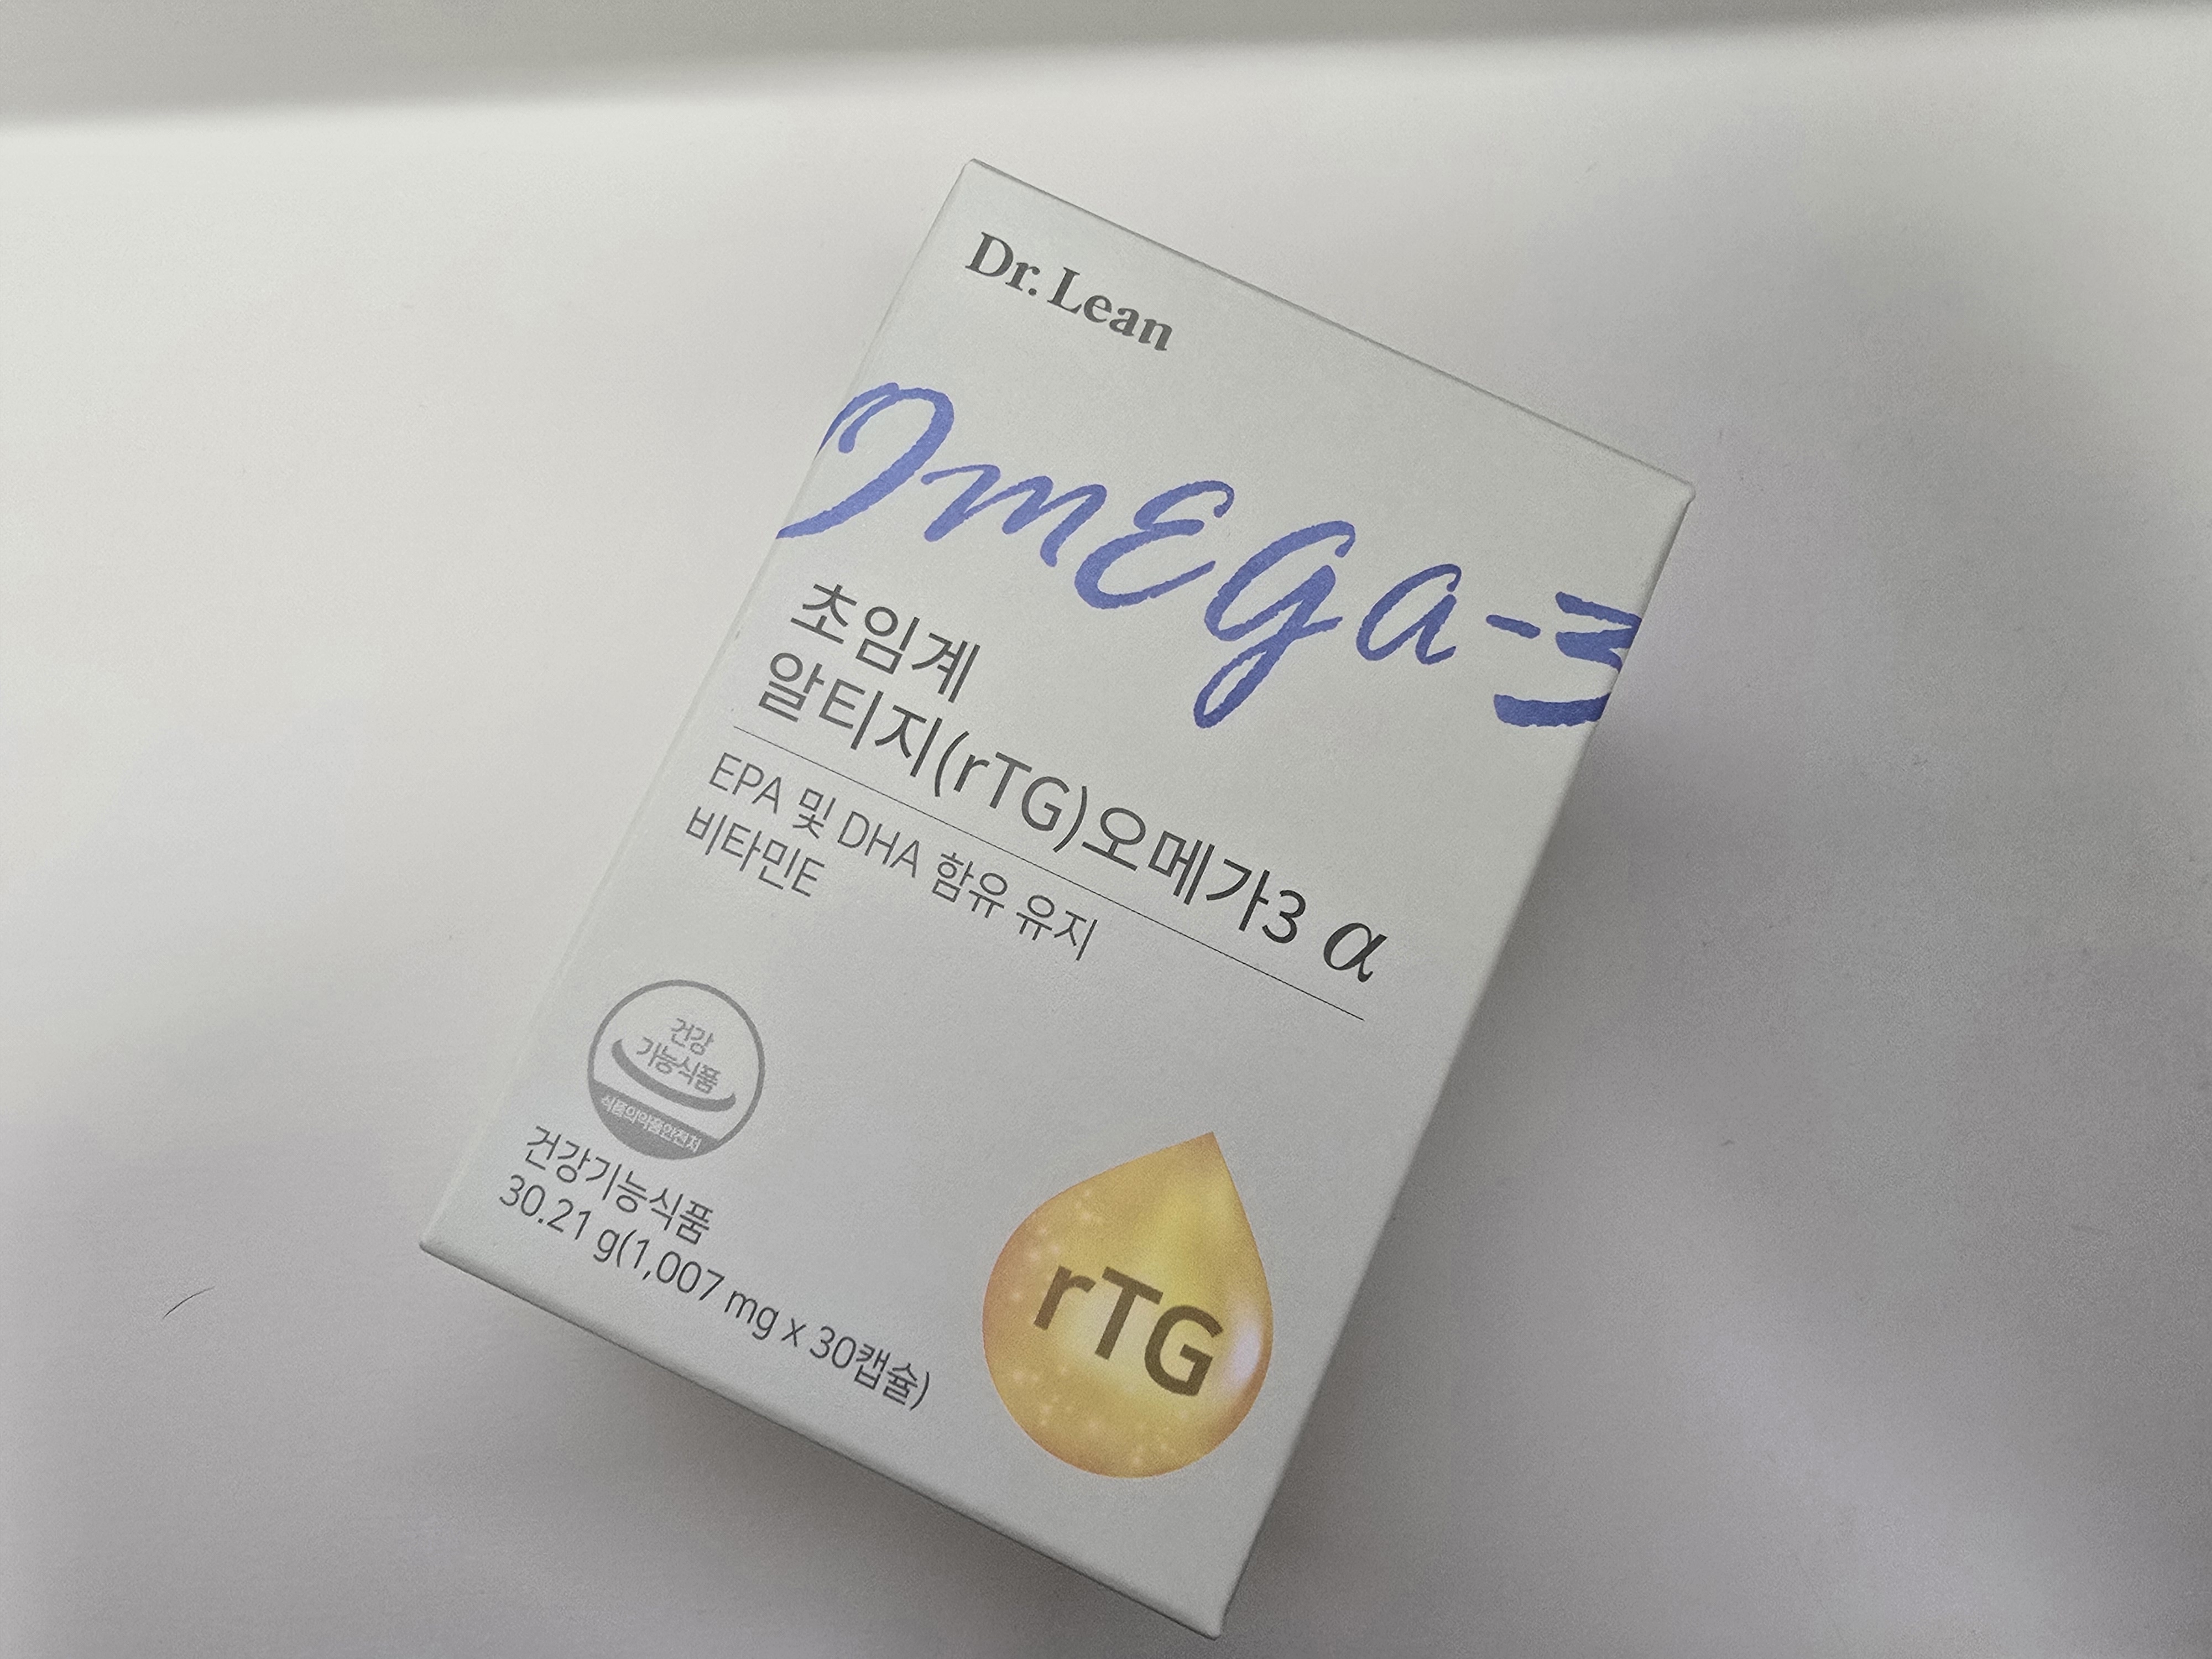 Dr. Lean
OmEGa-3
초임계
알티지(rTG)오메가3 α
EPA 및 DHA 함유 유지
비타민E
건강
기능식품
식품의약품안전처
건강기능식품
30.21 g(1,007 mg x 30캡슐)
rTG